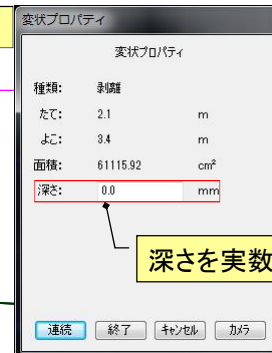 変状プロパティ
変状プロパティ
種類: 剥離
たて: 2.1 m
よこ: 3.4 m
面積: 61115.92 cm²
深さ: 0.0 mm
深さを実数
連続 終了 キャンセル カメラ